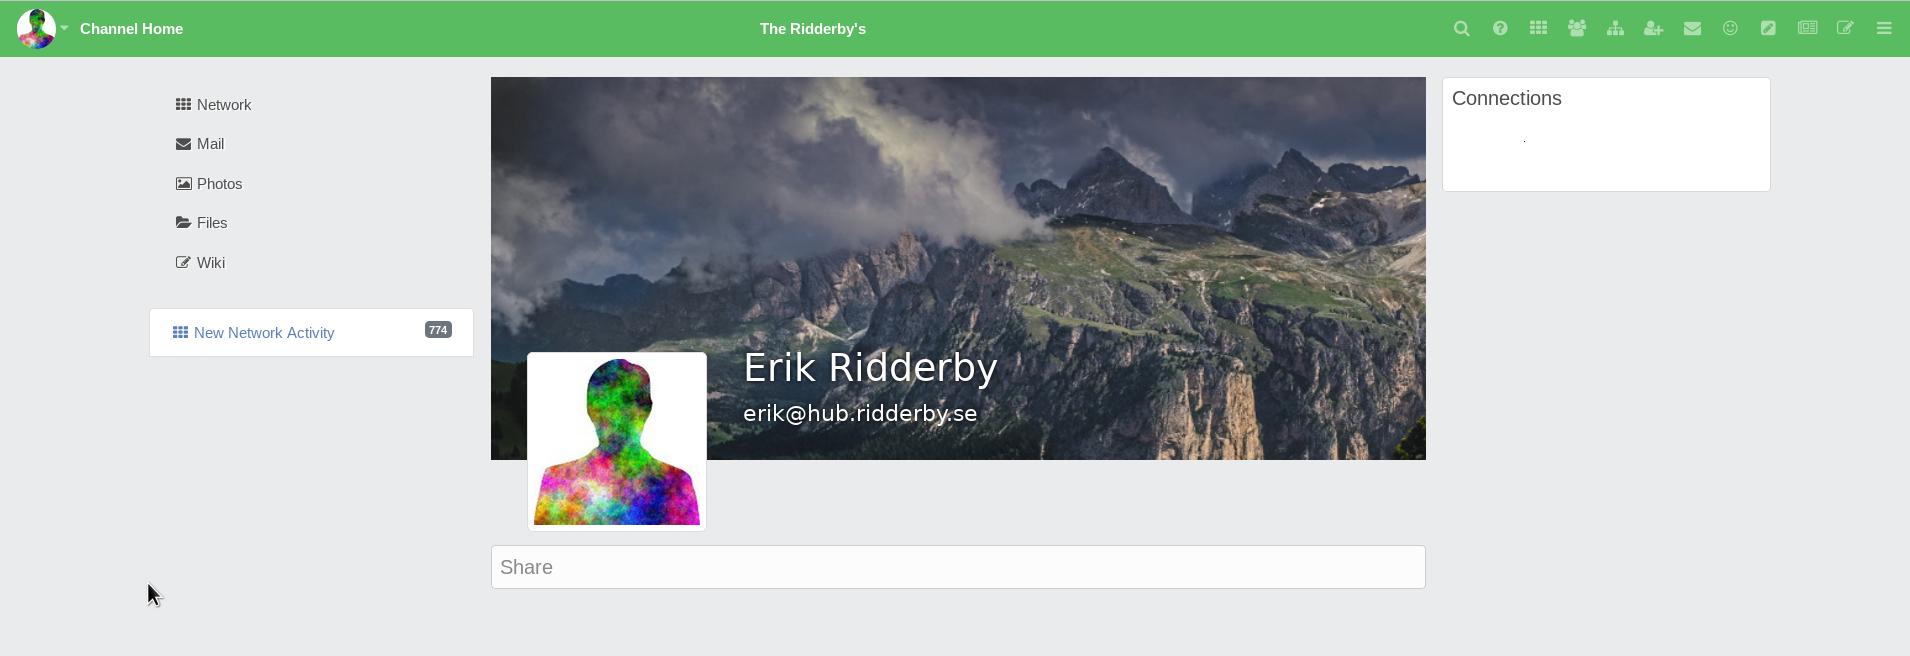 Channel Home
The Ridderby's
Network
Mail
Photos
Files
Wiki
New Network Activity 774
Erik Ridderby
erik@hub.ridderby.se
Share
Connections